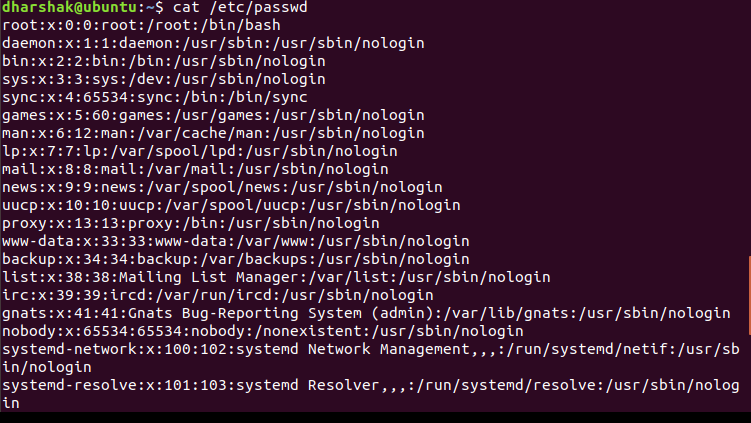 dharshak@ubuntu:~$ cat /etc/passwd
root:x:0:0:root:/root:/bin/bash
daemon:x:1:1:daemon:/usr/sbin:/usr/sbin/nologin
bin:x:2:2:bin:/bin:/usr/sbin/nologin
sys:x:3:3:sys:/dev:/usr/sbin/nologin
sync:x:4:65534:sync:/bin:/bin/sync
games:x:5:60:games:/usr/games:/usr/sbin/nologin
man:x:6:12:man:/var/cache/man:/usr/sbin/nologin
lp:x:7:7:lp:/var/spool/lpd:/usr/sbin/nologin
mail:x:8:8:mail:/var/mail:/usr/sbin/nologin
news:x:9:9:news:/var/spool/news:/usr/sbin/nologin
uucp:x:10:10:uucp:/var/spool/uucp:/usr/sbin/nologin
proxy:x:13:13:proxy:/bin:/usr/sbin/nologin
www-data:x:33:33:www-data:/var/www:/usr/sbin/nologin
backup:x:34:34:backup:/var/backups:/usr/sbin/nologin
list:x:38:38:Mailing List Manager:/var/list:/usr/sbin/nologin
irc:x:39:39:ircd:/var/run/ircd:/usr/sbin/nologin
gnats:x:41:41:Gnats Bug-Reporting System (admin):/var/lib/gnats:/usr/sbin/nologin
nobody:x:65534:65534:nobody:/nonexistent:/usr/sbin/nologin
systemd-network:x:100:102:systemd Network Management,,,:/run/systemd/netif:/usr/sb
in/nologin
systemd-resolve:x:101:103:systemd Resolver,,,:/run/systemd/resolve:/usr/sbin/nolog
in